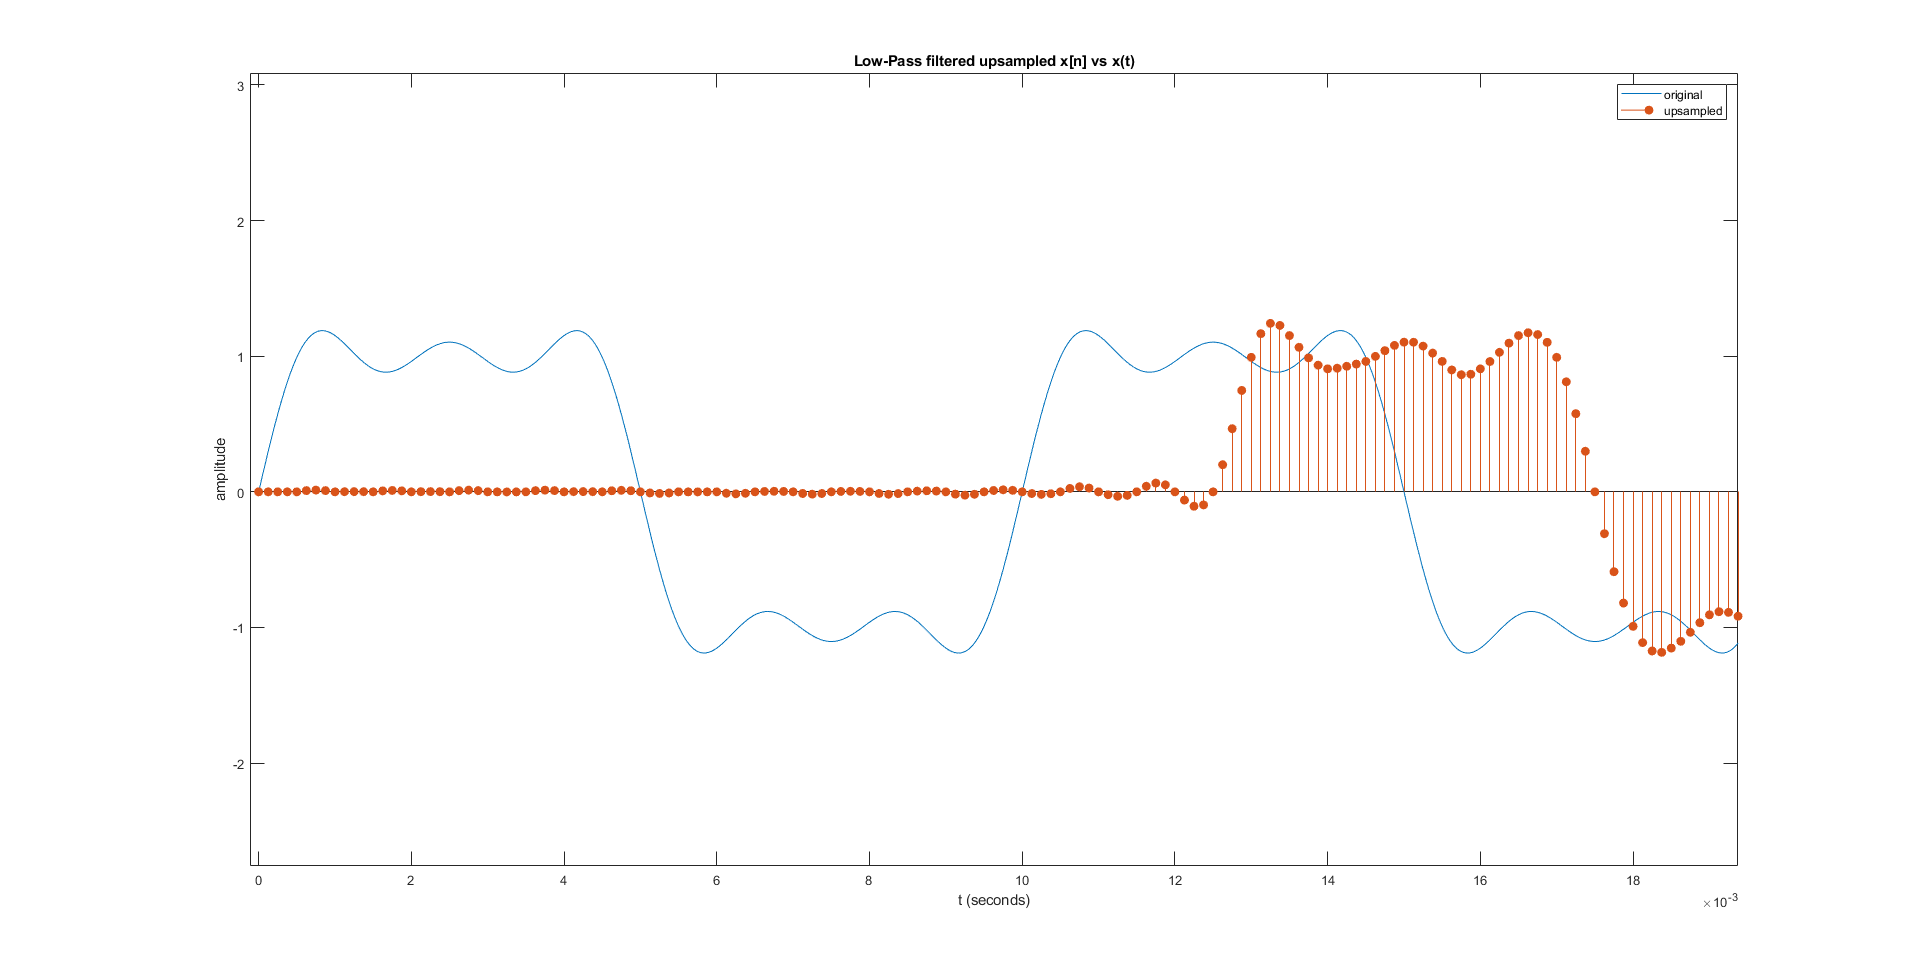 Low-Pass filtered upsampled x[n] vs x(t)
original
upsampled
3
2
1
0
-1
-2
amplitude
0 2 4 6 8 10 12 14 16 18
t (seconds)
×10⁻³